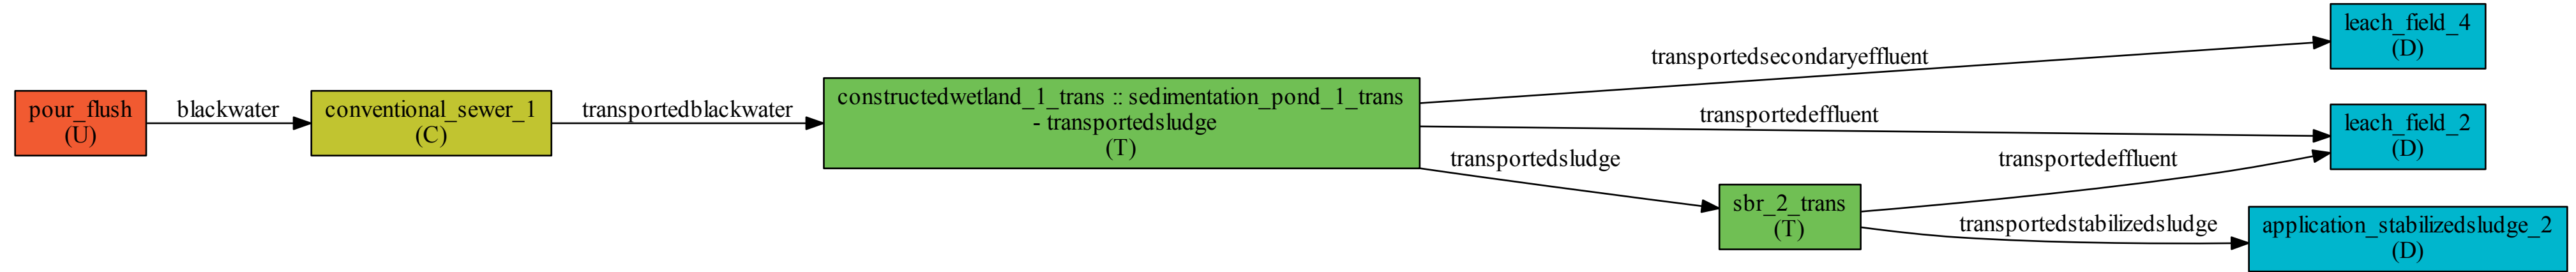 pour_flush
(U)
blackwater
conventional_sewer_1
(C)
transportedblackwater
constructedwetland_1_trans :: sedimentation_pond_1_trans
- transportedsludge
(T)
transportedsecondaryeffluent
transportedeffluent
transportedsludge
sbr_2_trans
(T)
transportedeffluent
transportedstabilizedsludge
leach_field_4
(D)
leach_field_2
(D)
application_stabilizedsludge_2
(D)